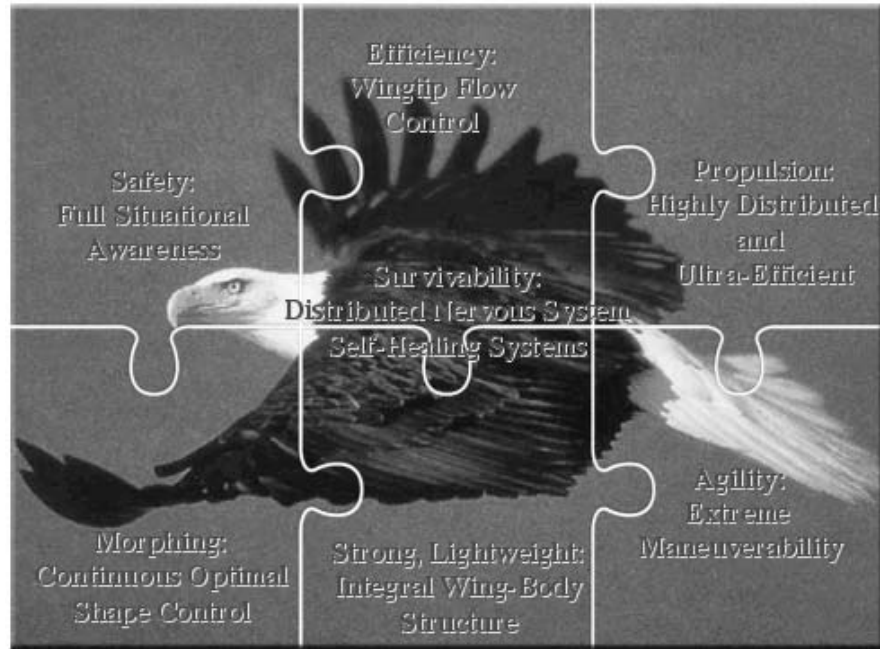 Efficiency:
Wingtip Flow
Control
Safety:
Full Situational
Awareness
Propulsion:
Highly Distributed
and
Ultra-Efficient
Survivability:
Distributed Nervous System
Self-Healing Systems
Morphing:
Continuous Optimal
Shape Control
Strong, Lightweight:
Integral Wing-Body
Structure
Agility:
Extreme
Maneuverability